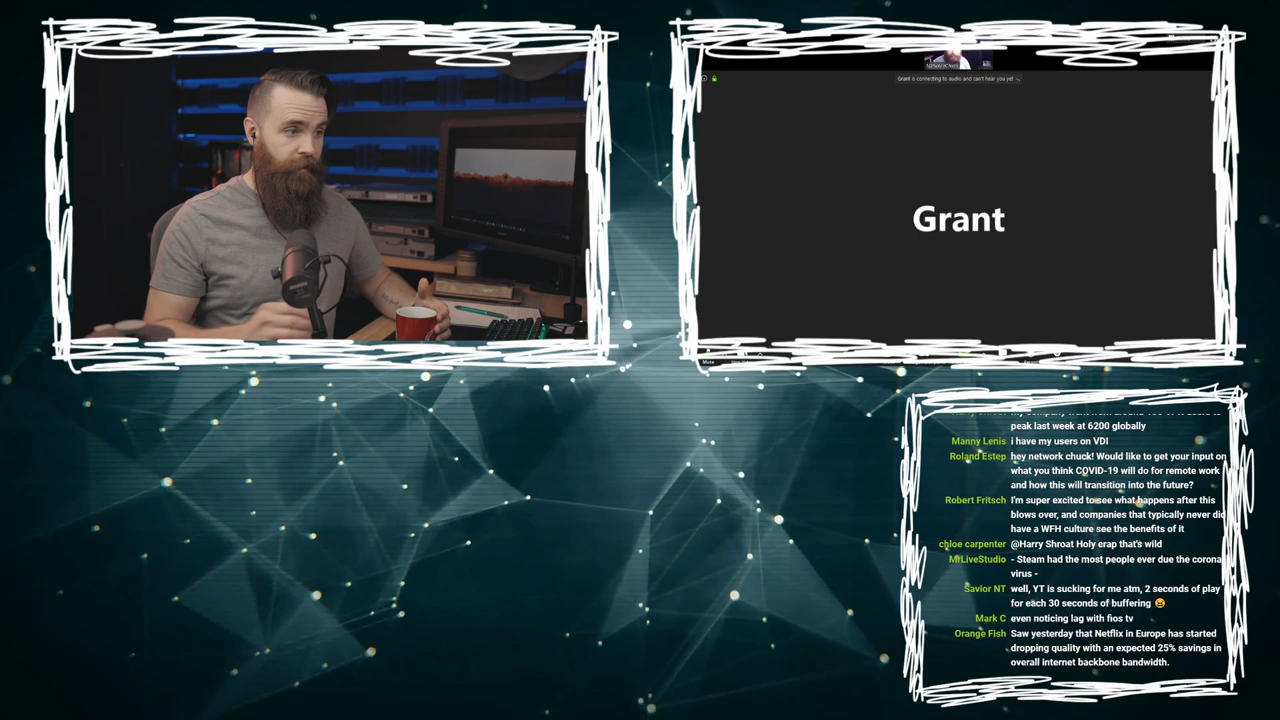 Grant is connecting to audio and can't hear you yet
Grant
Mute
peak last week at 6200 globally
Manny Lenis i have my users on VDI
Roland Estep hey network chuck! Would like to get your input on
what you think COVID-19 will do for remote work
and how this will transition into the future?
Robert Fritsch I'm super excited to see what happens after this
blows over, and companies that typically never did
have a WFH culture see the benefits of it
chloe carpenter @Harry Shroat Holy crap that's wild
MrLiveStudio - Steam had the most people ever due the corona
virus -
Savior NT well, YT is sucking for me atm, 2 seconds of play
for each 30 seconds of buffering 😫
Mark C even noticing lag with fios tv
Orange Fish Saw yesterday that Netflix in Europe has started
dropping quality with an expected 25% savings in
overall internet backbone bandwidth.